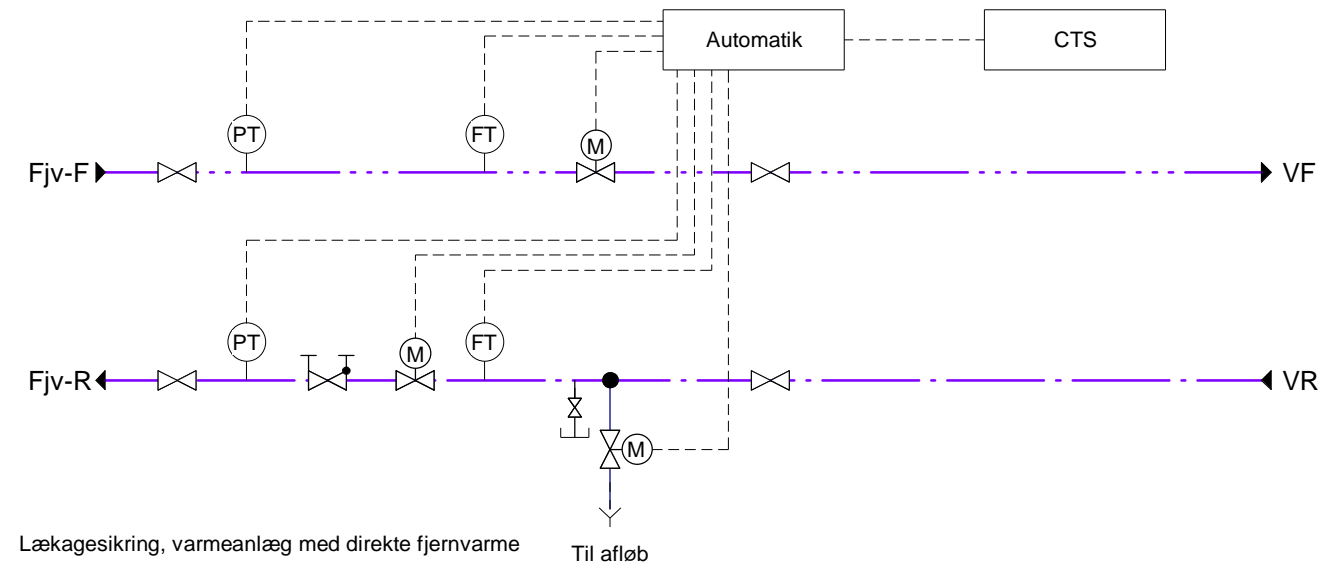 Automatik
CTS
PT
FT
M
Fjv-F
VF
PT
M
FT
Fjv-R
VR
M
Lækagesikring, varmeanlæg med direkte fjernvarme
Til afløb